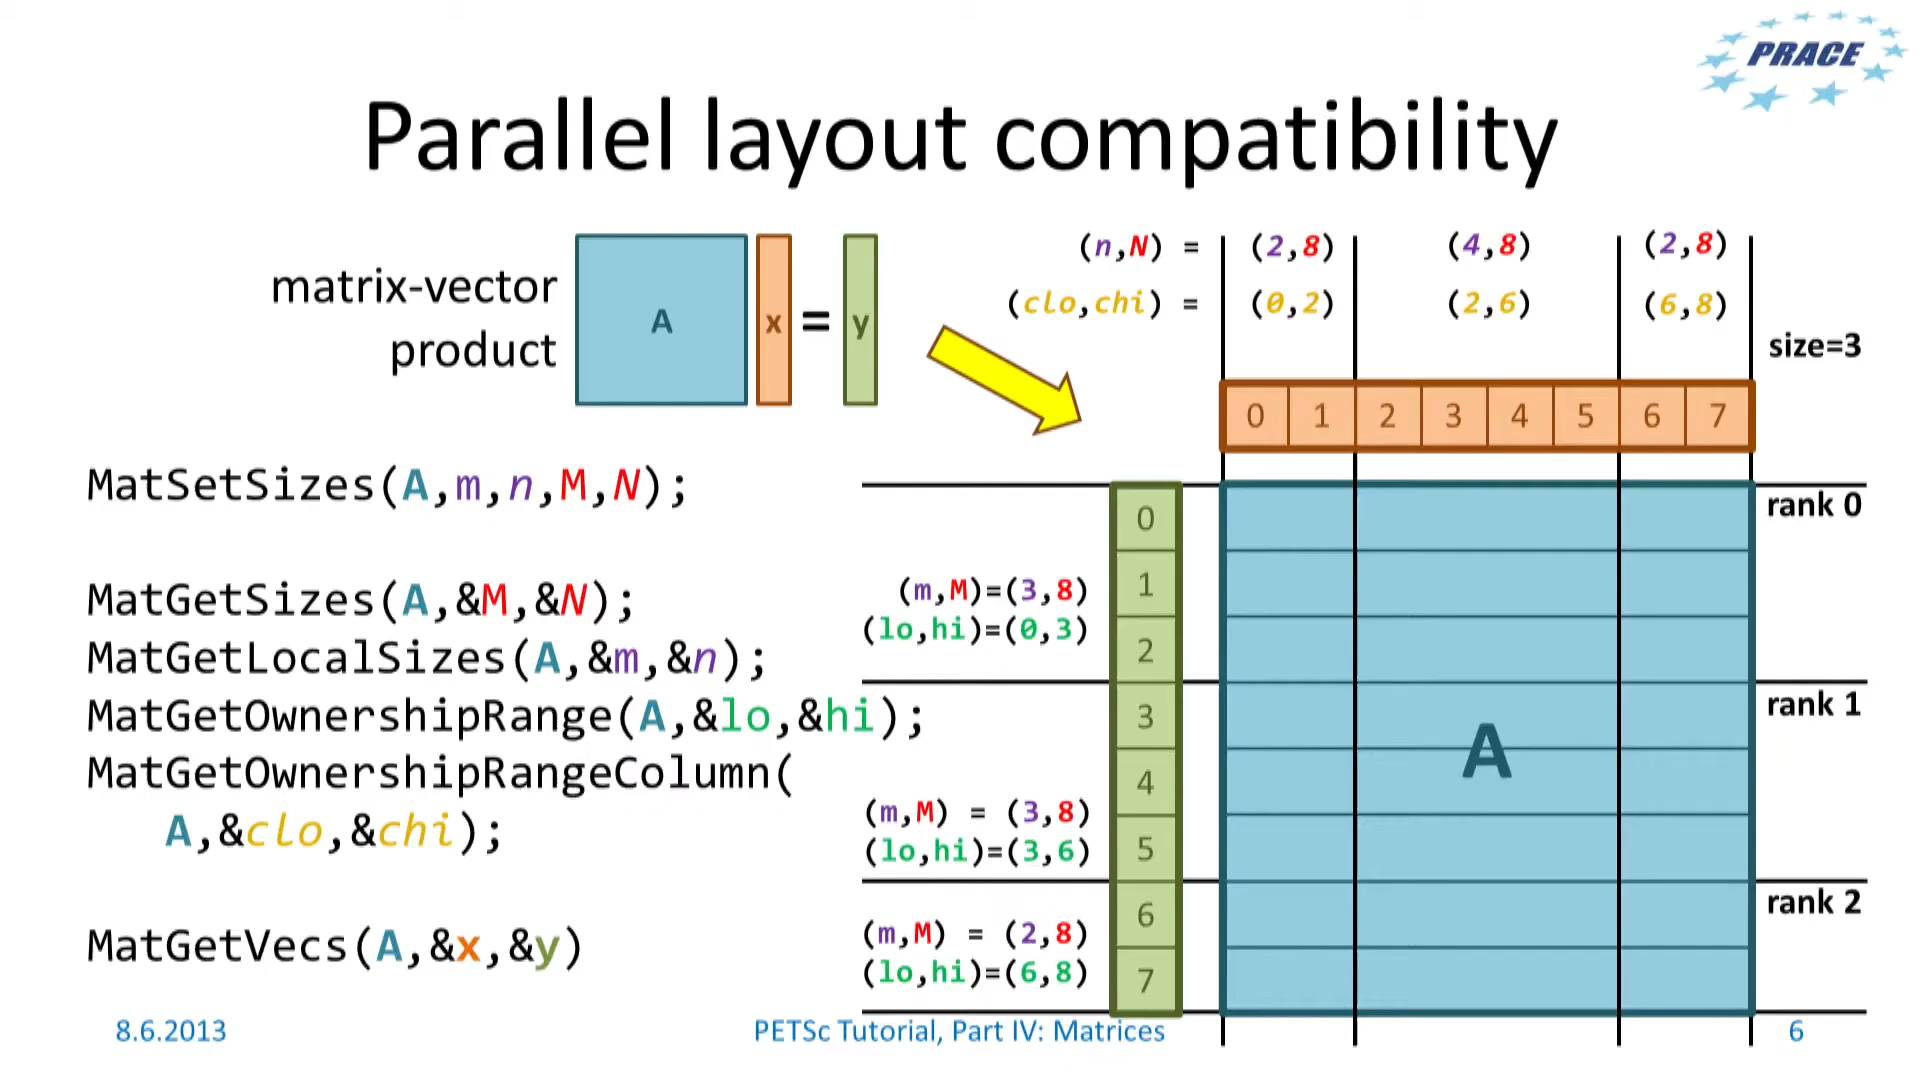 PRACE
Parallel layout compatibility
matrix-vector
product
A
x
=
y
(n,N) = (2,8) (4,8) (2,8)
(clo,chi) = (0,2) (2,6) (6,8)
size=3
0 1 2 3 4 5 6 7
MatSetSizes(A,m,n,M,N);
MatGetSizes(A,&M,&N);
MatGetLocalSizes(A,&m,&n);
MatGetOwnershipRange(A,&lo,&hi);
MatGetOwnershipRangeColumn(
A,&clo,&chi);
MatGetVecs(A,&x,&y)
(m,M)=(3,8)
(lo,hi)=(0,3)
(m,M) = (3,8)
(lo,hi)=(3,6)
(m,M) = (2,8)
(lo,hi)=(6,8)
0
1
2
3
4
5
6
7
A
rank 0
rank 1
rank 2
8.6.2013
PETSc Tutorial, Part IV: Matrices
6